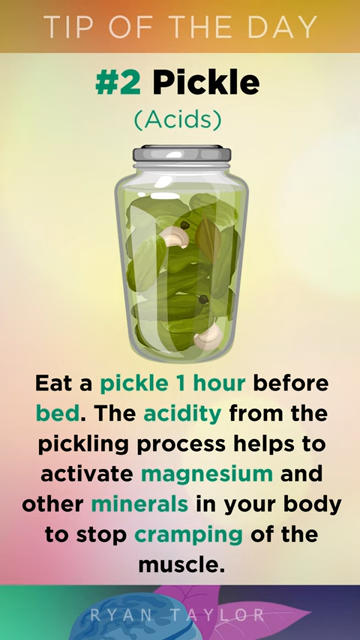 TIP OF THE DAY
#2 Pickle
(Acids)
Eat a pickle 1 hour before
bed. The acidity from the
pickling process helps to
activate magnesium and
other minerals in your body
to stop cramping of the
muscle.
RYAN TAYLOR